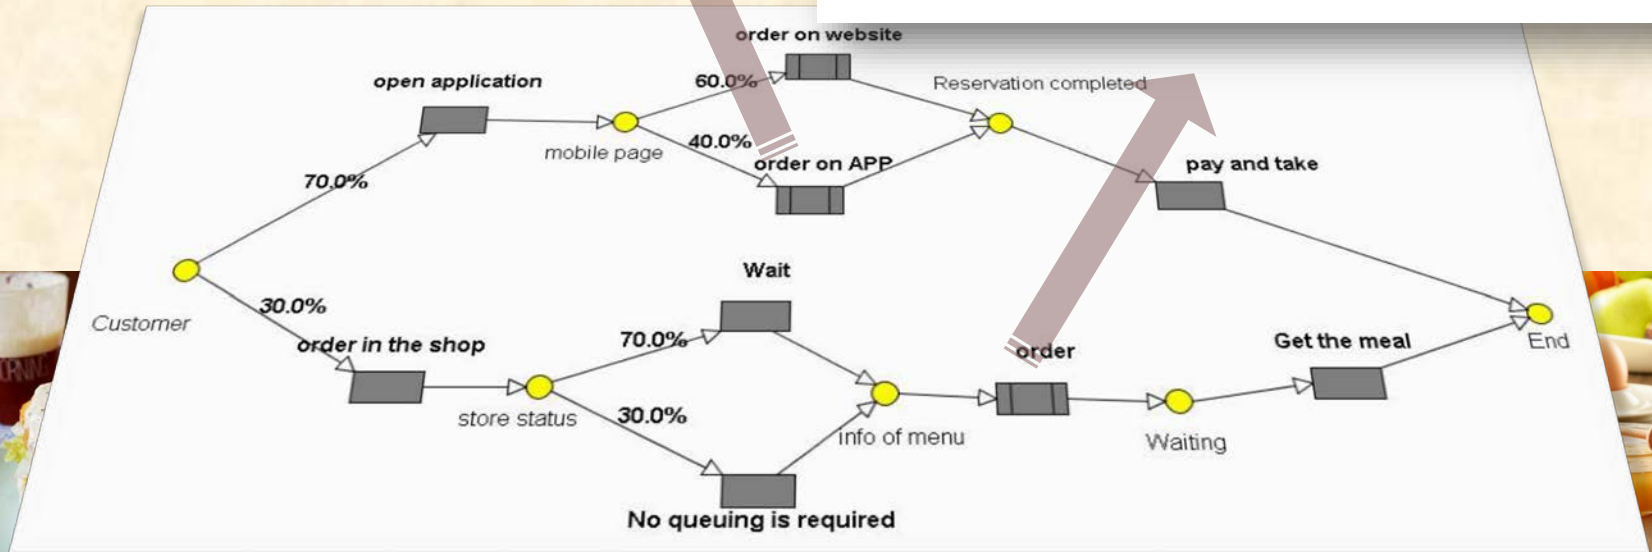 order on website
open application
60.0%
Reservation completed
40.0%
mobile page
order on APP
pay and take
70.0%
Wait
30.0%
Customer
order in the shop
70.0%
order
Get the meal
End
store status
30.0%
info of menu
Waiting
No queuing is required